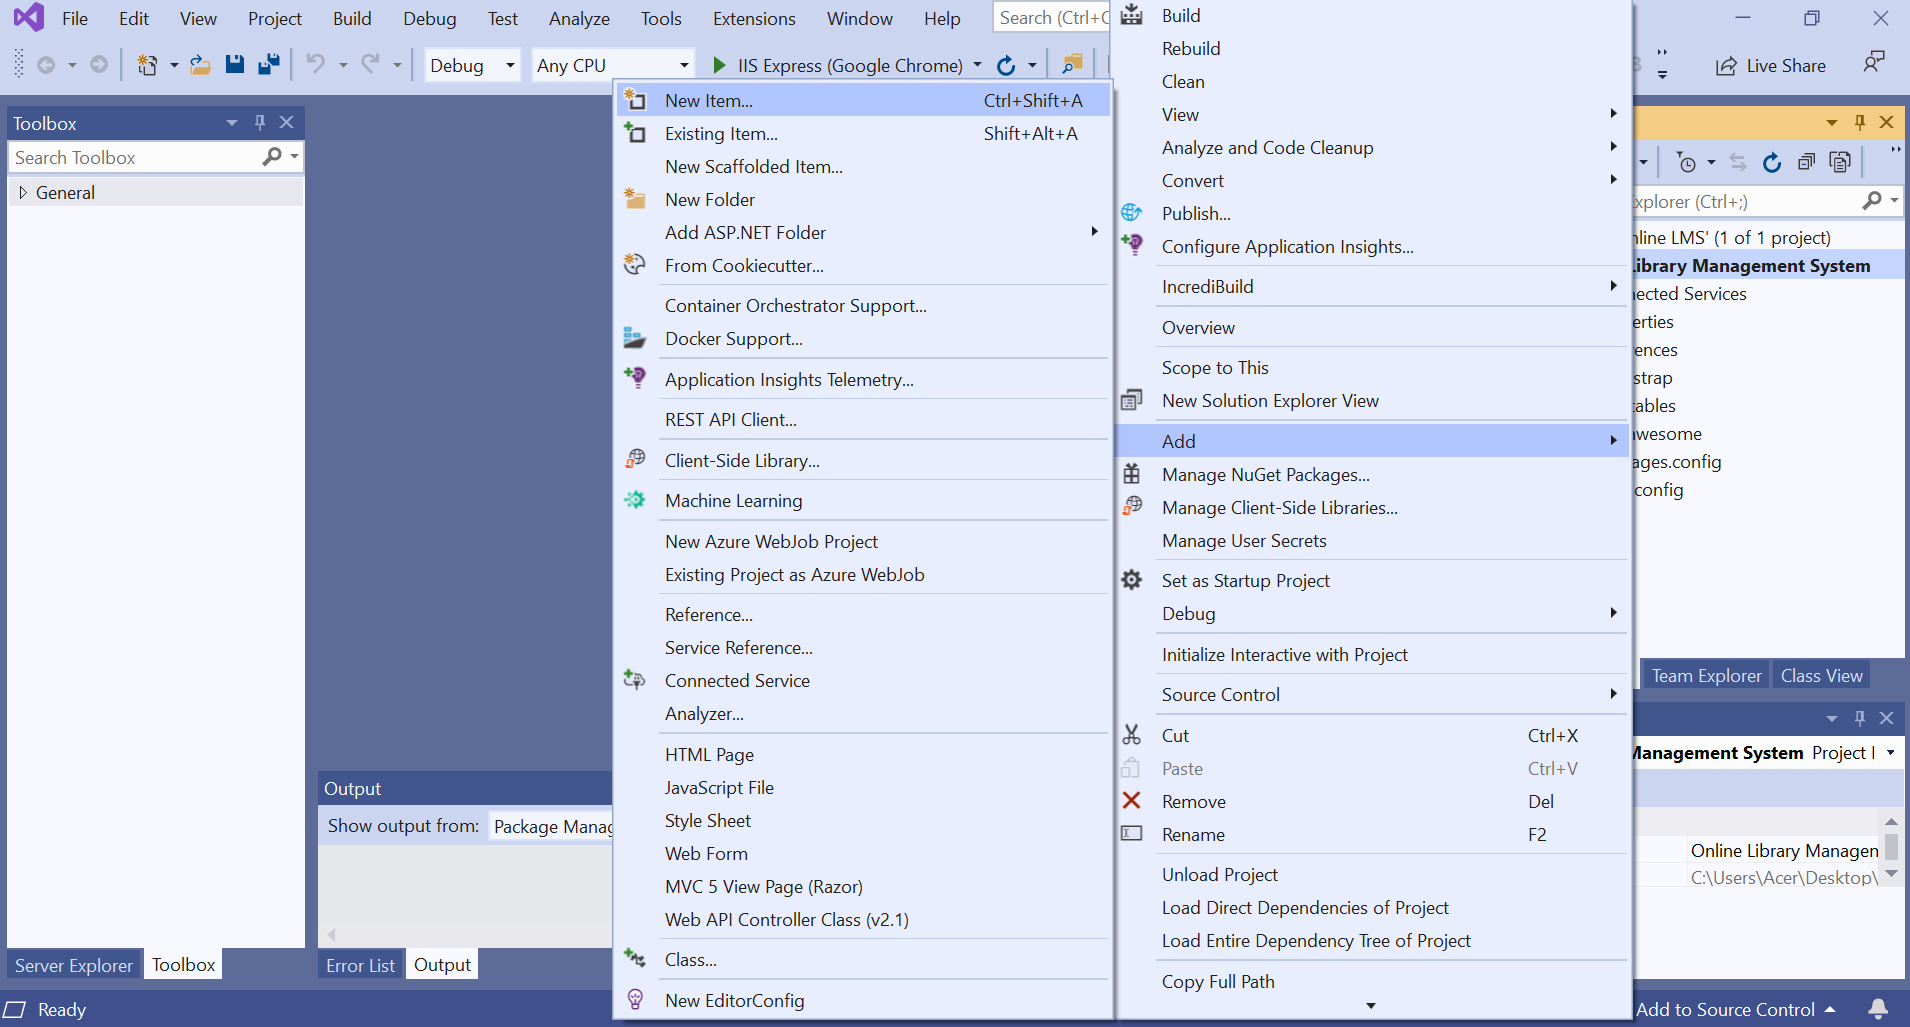 File Edit View Project Build Debug Test Analyze Tools Extensions Window Help Search (Ctrl+
Debug Any CPU IIS Express (Google Chrome) Live Share
Toolbox
Search Toolbox
General
New Item... Ctrl+Shift+A
Existing Item... Shift+Alt+A
New Scaffolded Item...
New Folder
Add ASP.NET Folder
From Cookiecutter...
Container Orchestrator Support...
Docker Support...
Application Insights Telemetry...
REST API Client...
Client-Side Library...
Machine Learning
New Azure WebJob Project
Existing Project as Azure WebJob
Reference...
Service Reference...
Connected Service
Analyzer...
HTML Page
JavaScript File
Style Sheet
Web Form
MVC 5 View Page (Razor)
Web API Controller Class (v2.1)
Class...
New EditorConfig
Build
Rebuild
Clean
View
Analyze and Code Cleanup
Convert
Publish...
Configure Application Insights...
IncrediBuild
Overview
Scope to This
New Solution Explorer View
Add
Manage NuGet Packages...
Manage Client-Side Libraries...
Manage User Secrets
Set as Startup Project
Debug
Initialize Interactive with Project
Source Control
Cut Ctrl+X
Paste Ctrl+V
Remove Del
Rename F2
Unload Project
Load Direct Dependencies of Project
Load Entire Dependency Tree of Project
Copy Full Path
xplorer (Ctrl+;)
nline LMS' (1 of 1 project)
Library Management System
ected Services
erties
ences
strap
ables
wesome
ages.config
config
Team Explorer Class View
Management System Project
Online Library Managen
C:\Users\Acer\Desktop\
Output
Show output from: Package Manag
Server Explorer Toolbox
Error List Output
Ready
Add to Source Control